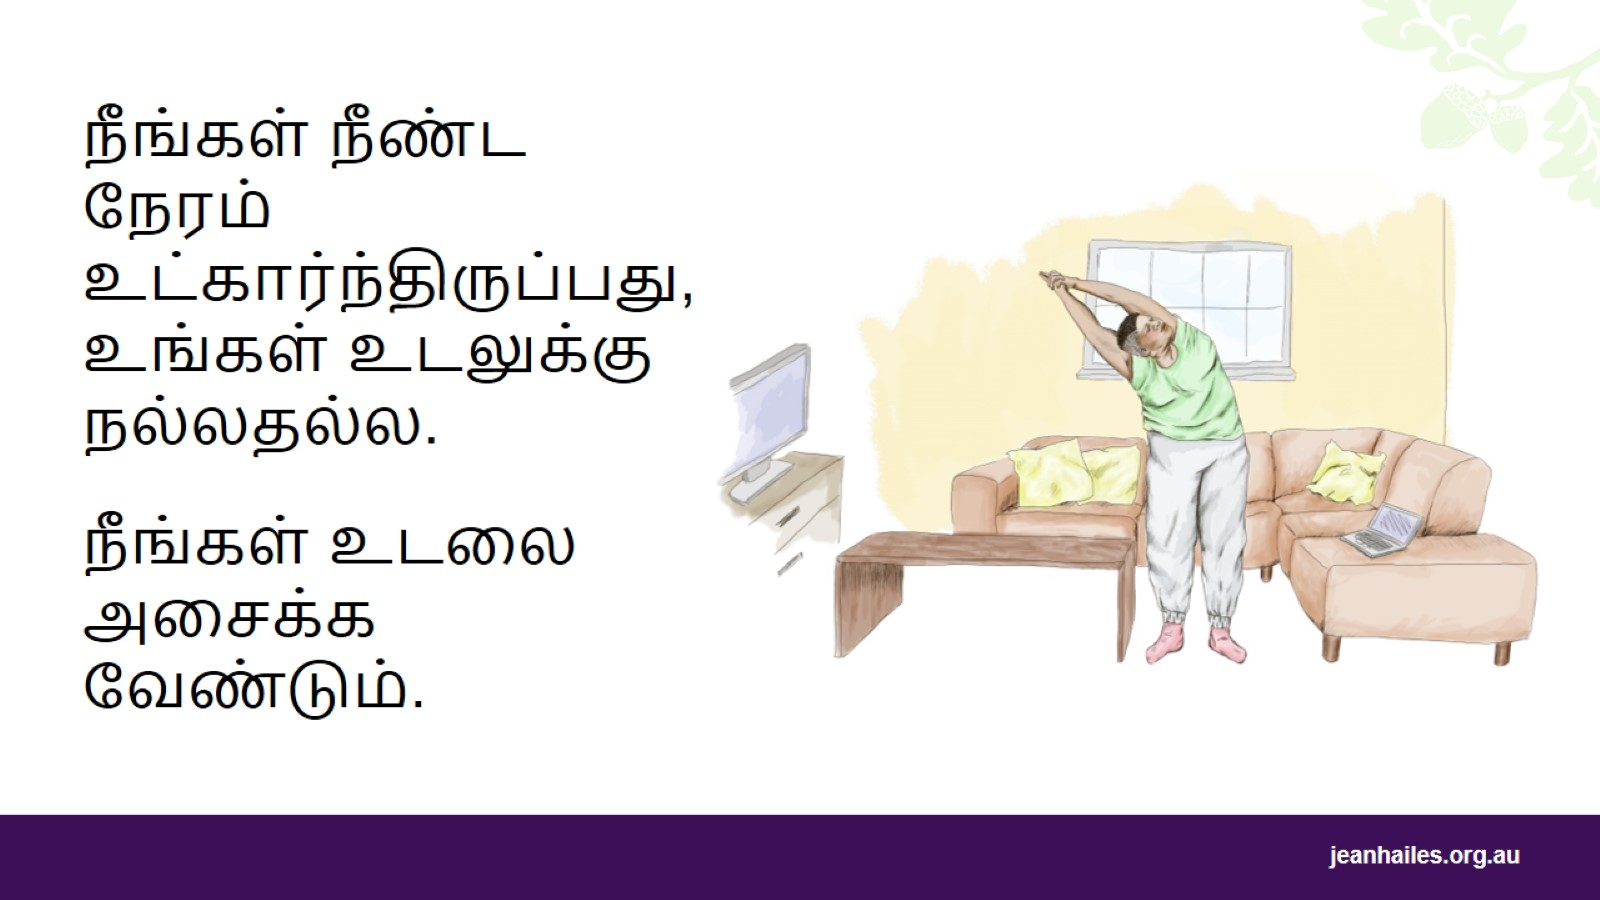 நீங்கள் நீண்ட
நேரம்
உட்கார்ந்திருப்பது,
உங்கள் உடலுக்கு
நல்லதல்ல.
நீங்கள் உடலை
அசைக்க
வேண்டும்.
jeanhailes.org.au